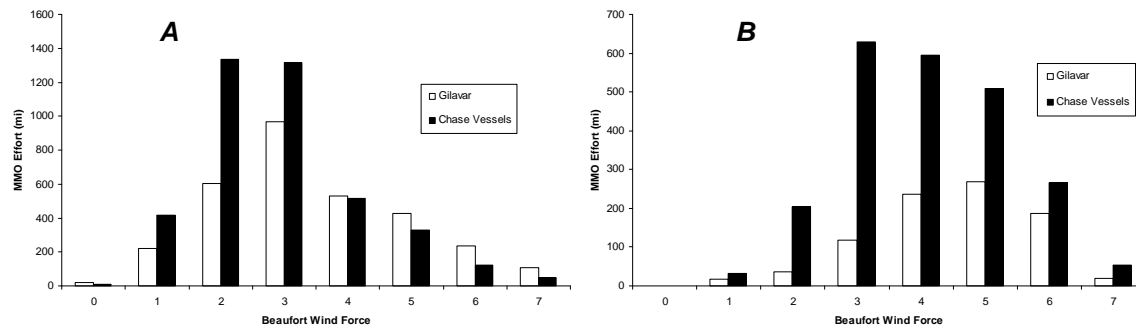 A
1600
1400
1200
1000
800
600
400
200
0
MMO Effort (mi)
0 1 2 3 4 5 6 7
Beaufort Wind Force
Gilavar
Chase Vessels
B
700
600
500
400
300
200
100
0
MMO Effort (mi)
0 1 2 3 4 5 6 7
Beaufort Wind Force
Gilavar
Chase Vessels